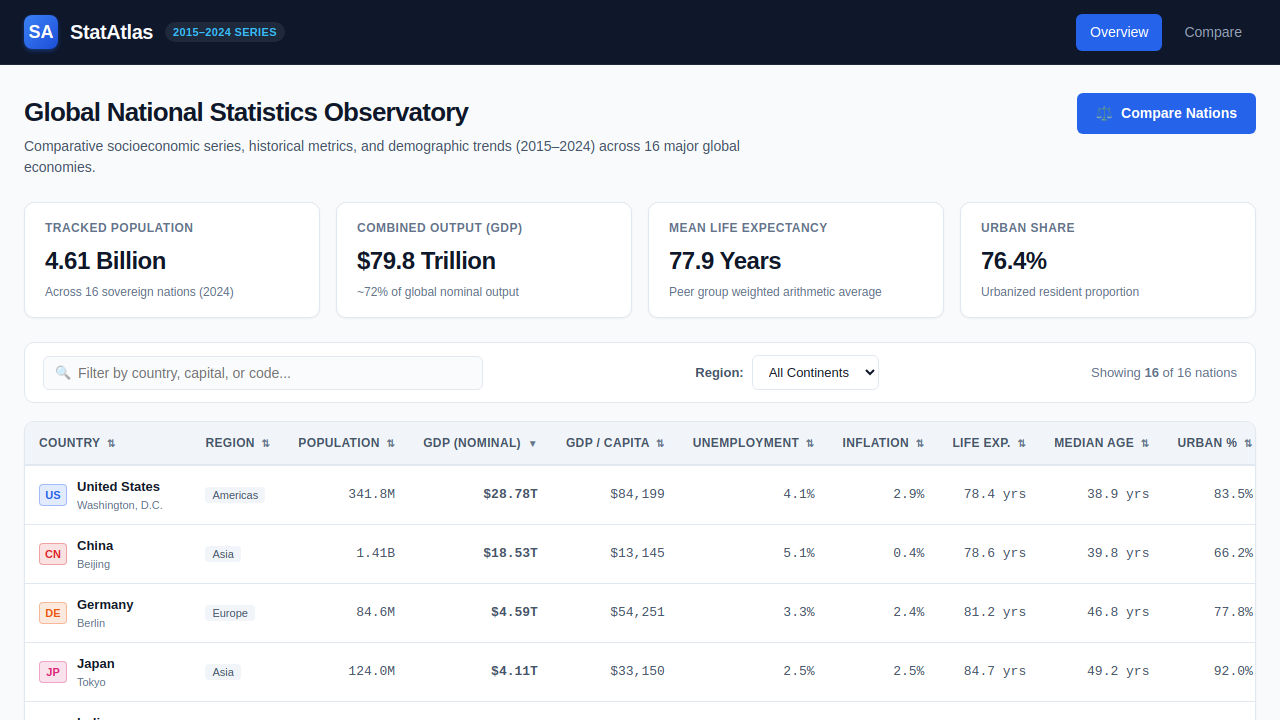 SA StatAtlas 2015–2024 SERIES Overview Compare
Global National Statistics Observatory
Compare Nations
Comparative socioeconomic series, historical metrics, and demographic trends (2015–2024) across 16 major global
economies.
TRACKED POPULATION
4.61 Billion
Across 16 sovereign nations (2024)
COMBINED OUTPUT (GDP)
$79.8 Trillion
~72% of global nominal output
MEAN LIFE EXPECTANCY
77.9 Years
Peer group weighted arithmetic average
URBAN SHARE
76.4%
Urbanized resident proportion
Filter by country, capital, or code... Region: All Continents Showing 16 of 16 nations
COUNTRY REGION POPULATION GDP (NOMINAL) GDP / CAPITA UNEMPLOYMENT INFLATION LIFE EXP. MEDIAN AGE URBAN %
US United States Americas 341.8M $28.78T $84,199 4.1% 2.9% 78.4 yrs 38.9 yrs 83.5%
Washington, D.C.
CN China Asia 1.41B $18.53T $13,145 5.1% 0.4% 78.6 yrs 39.8 yrs 66.2%
Beijing
DE Germany Europe 84.6M $4.59T $54,251 3.3% 2.4% 81.2 yrs 46.8 yrs 77.8%
Berlin
JP Japan Asia 124.0M $4.11T $33,150 2.5% 2.5% 84.7 yrs 49.2 yrs 92.0%
Tokyo